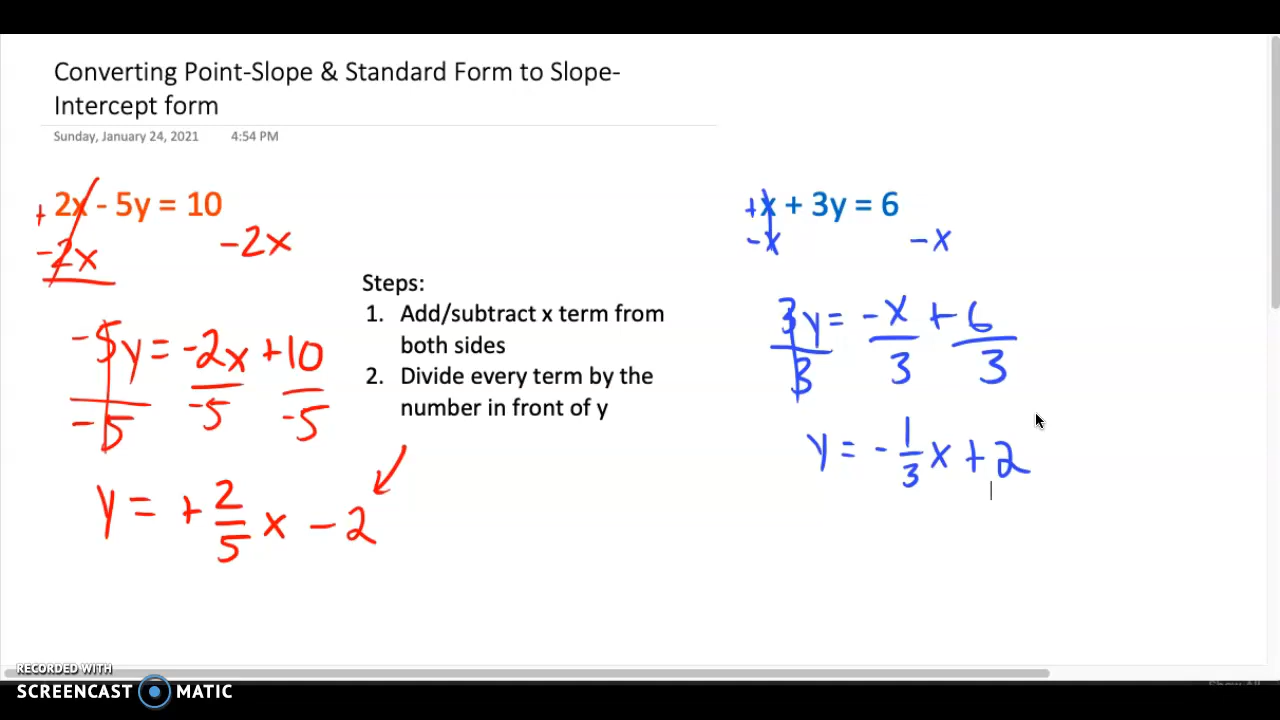 Converting Point-Slope & Standard Form to Slope-
Intercept form
Sunday, January 24, 2021 4:54 PM
+ 2x - 5y = 10
-2x -2x
-5y = -2x +10
-5 -5 -5
y = + 2/5 x - 2
Steps:
1. Add/subtract x term from
both sides
2. Divide every term by the
number in front of y
+x + 3y = 6
-x -x
3y = -x + 6
3 3 3
y = - 1/3 x + 2
RECORDED WITH
SCREENCAST MATIC